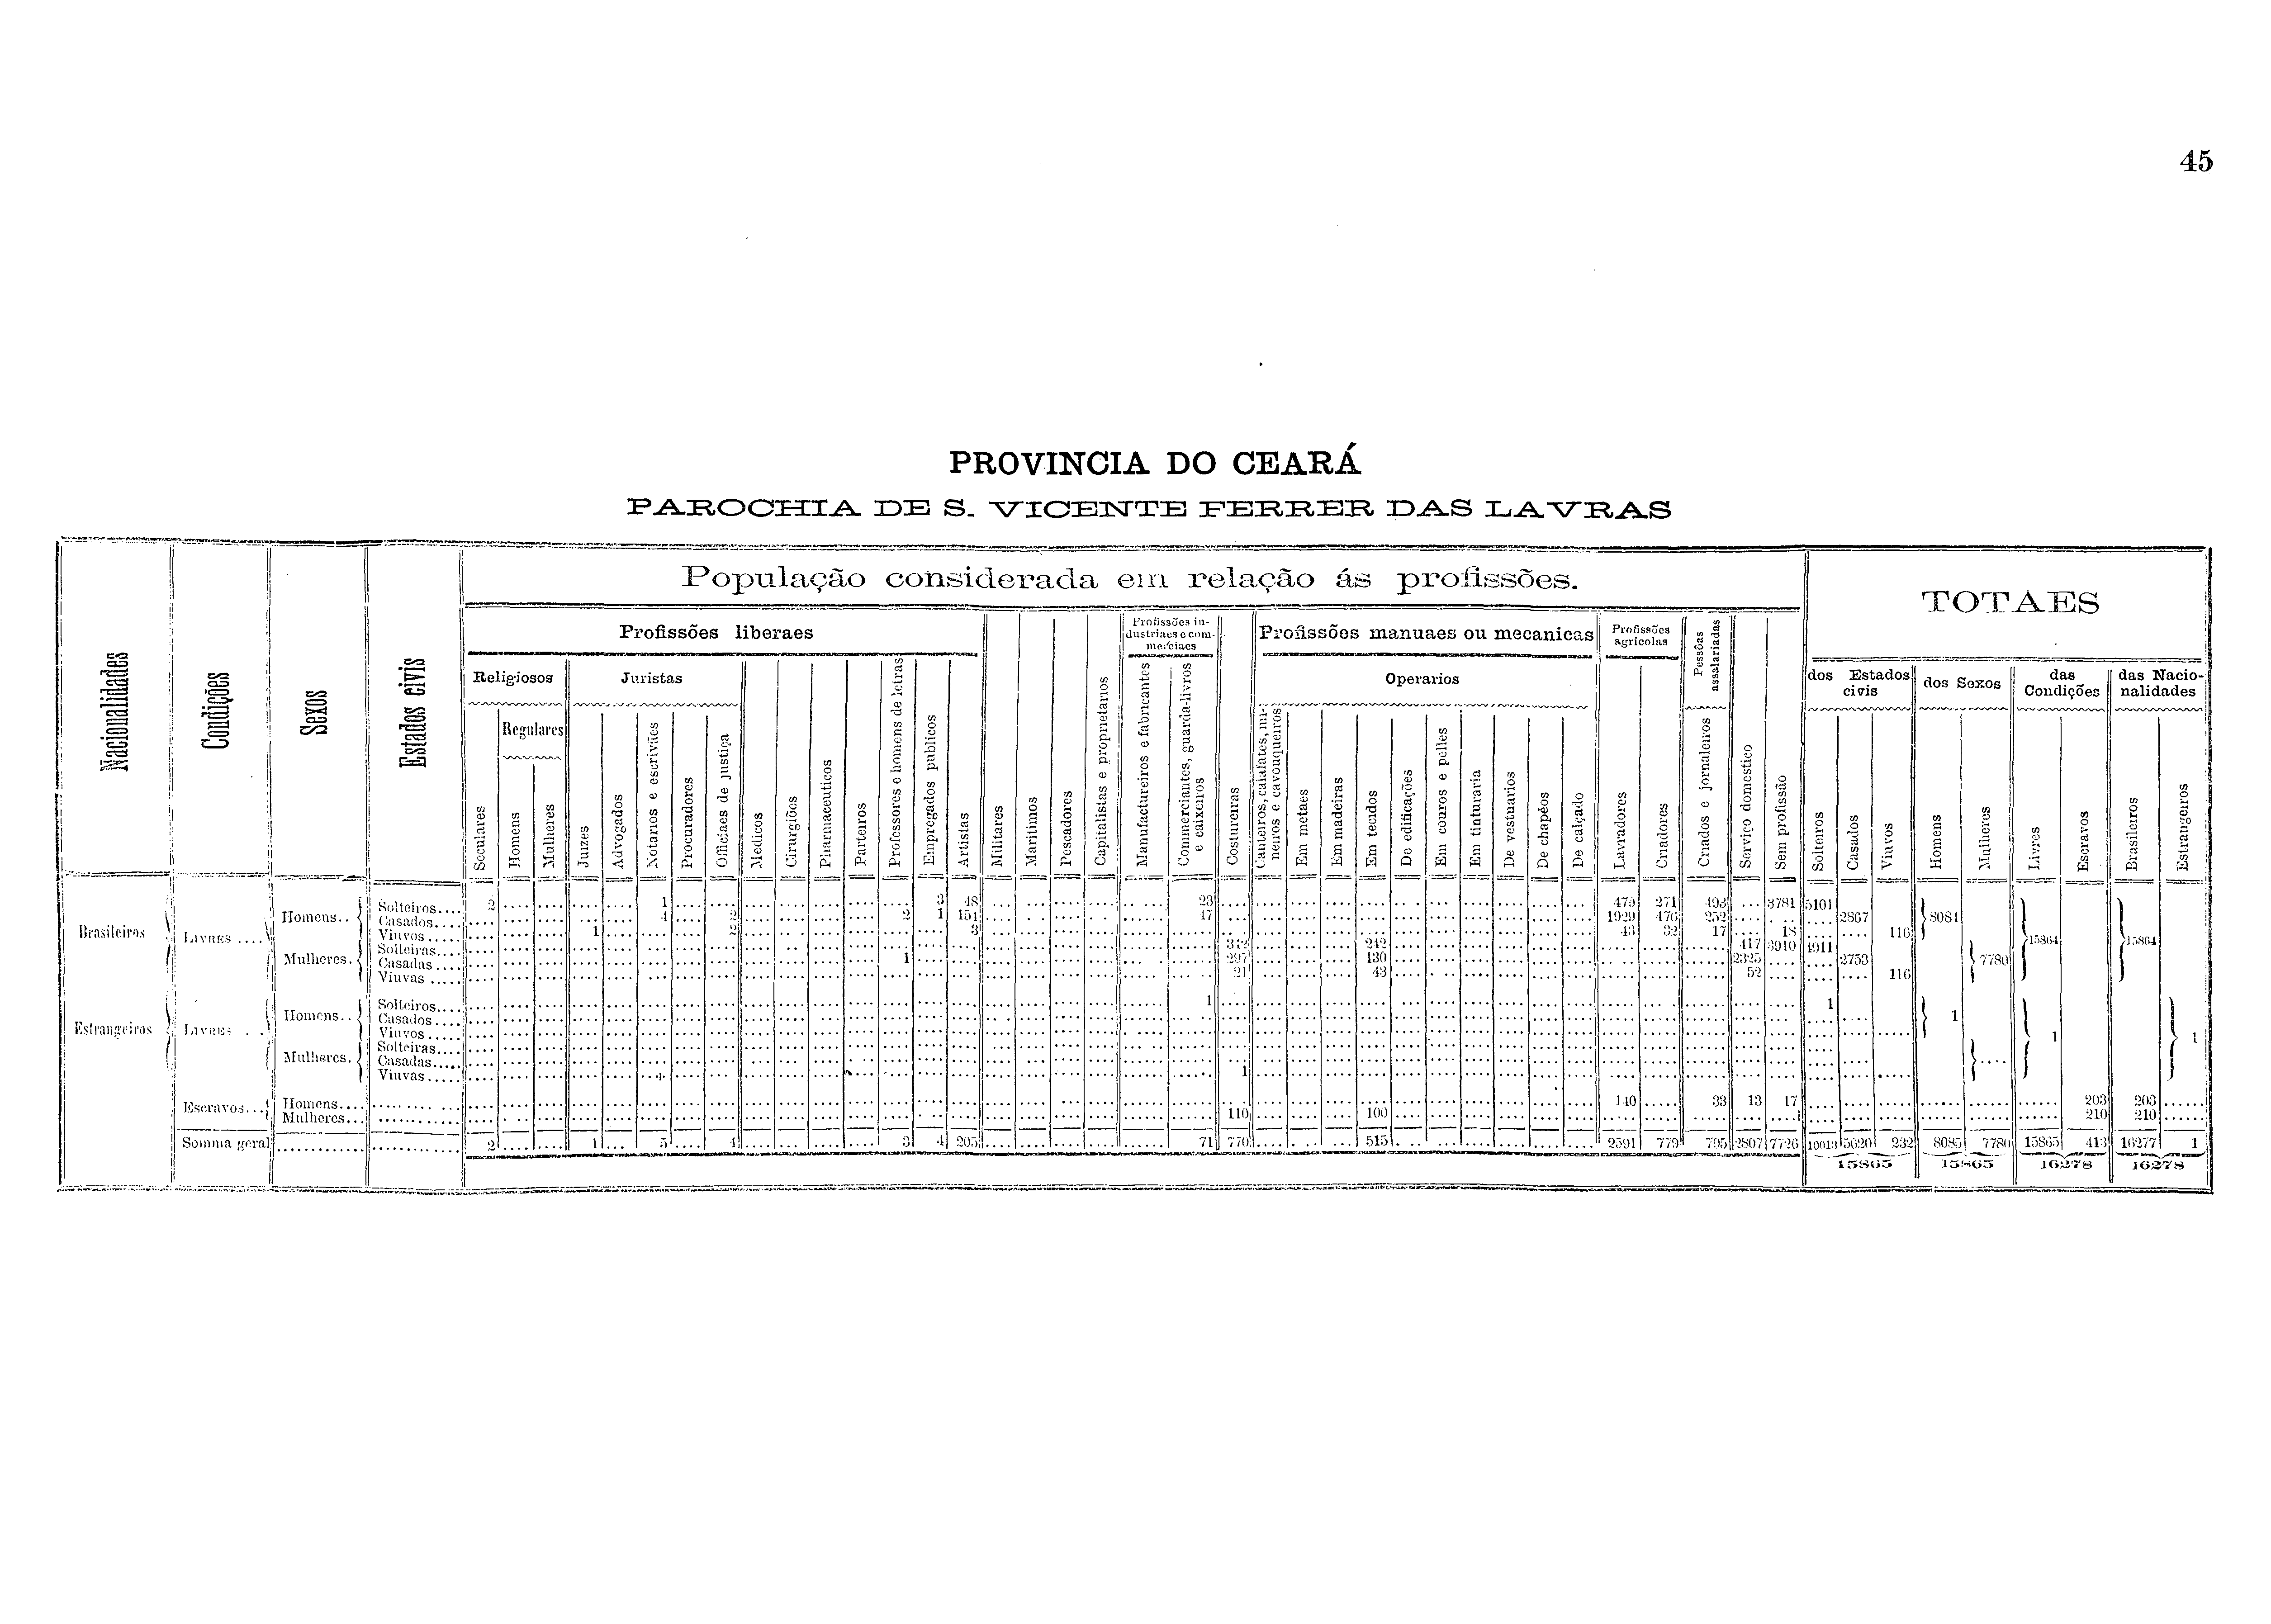 45
PROVINCIA DO CEARÁ
PAROCHIA DE S. VICENTE FERRER DAS LAVRAS
Nacionalidades
Condições
Sexos
Estados civis
População considerada em relação ás profissões.
TOTAES
Profissões liberaes
Profissões industriaes e commerciaes
Profissões manuaes ou mecanicas
Profissões agricolas
Pessôas assalariadas
Religiosos
Juristas
Operarios
dos Estados civis
dos Sexos
das Condições
das Nacionalidades
Regulares
Seculares
Homens
Mulheres
Juizes
Advogados
Notarios e escrivães
Procuradores
Officiaes de justiça
Medicos
Cirurgiões
Pharmaceuticos
Parteiros
Professores e homens de letras
Empregados publicos
Artistas
Militares
Maritimos
Pescadores
Capitalistas e proprietarios
Manufactureiros e fabricantes
Commerciantes, guarda-livros e caixeiros
Costureiras
Canteiros, calafates, mineiros e cavouqueiros
Em metaes
Em madeiras
Em tecidos
De edificações
Em couros e pelles
Em tinturaria
De vestuarios
De chapéos
De calçado
Lavradores
Criadores
Criados e jornaleiros
Serviço domestico
Sem profissão
Solteiros
Casados
Viuvos
Homens
Mulheres
Livres
Escravos
Brasileiros
Estrangeiros
Brasileiros
LIVRES ....
Homens..
Solteiros.... 2 .... 1 .... 3 48 .... 23 .... 475 271 493 ... 3781 5101
Casados.... 4 .... 2 .... 2 1 154 .... 47 .... 1929 476 252 .... 2867 8084
Viuvos..... 1 .... 2 .... 3 .... 43 32 17 .... 18 .... 116
Mulheres.
Solteiras.... 342 .... 242 .... 417 3910 4911 15864 15864
Casadas .... 1 .... 297 .... 130 .... 2325 .... 2753 7780
Viuvas ..... 21 .... 43 .... 52 .... 116
Estrangeiros
LIVRES . ..
Homens..
Solteiros.... 1 .... 1
Casados.... 1
Viuvos.....
Mulheres.
Solteiras.... 1 1
Casadas.....
Viuvas..... 1
Escravos...
Homens.... 140 .... 33 13 17 .... 203 203
Mulheres... 110 .... 100 .... 210 210
Somma geral 2 .... 1 ... 5 .... 4 .... 3 4 205 .... 71 770 .... 515 .... 2591 779 795 2807 7726 10013 5620 232 8085 7780 15865 413 16277 1
15865 15865 16278 16278